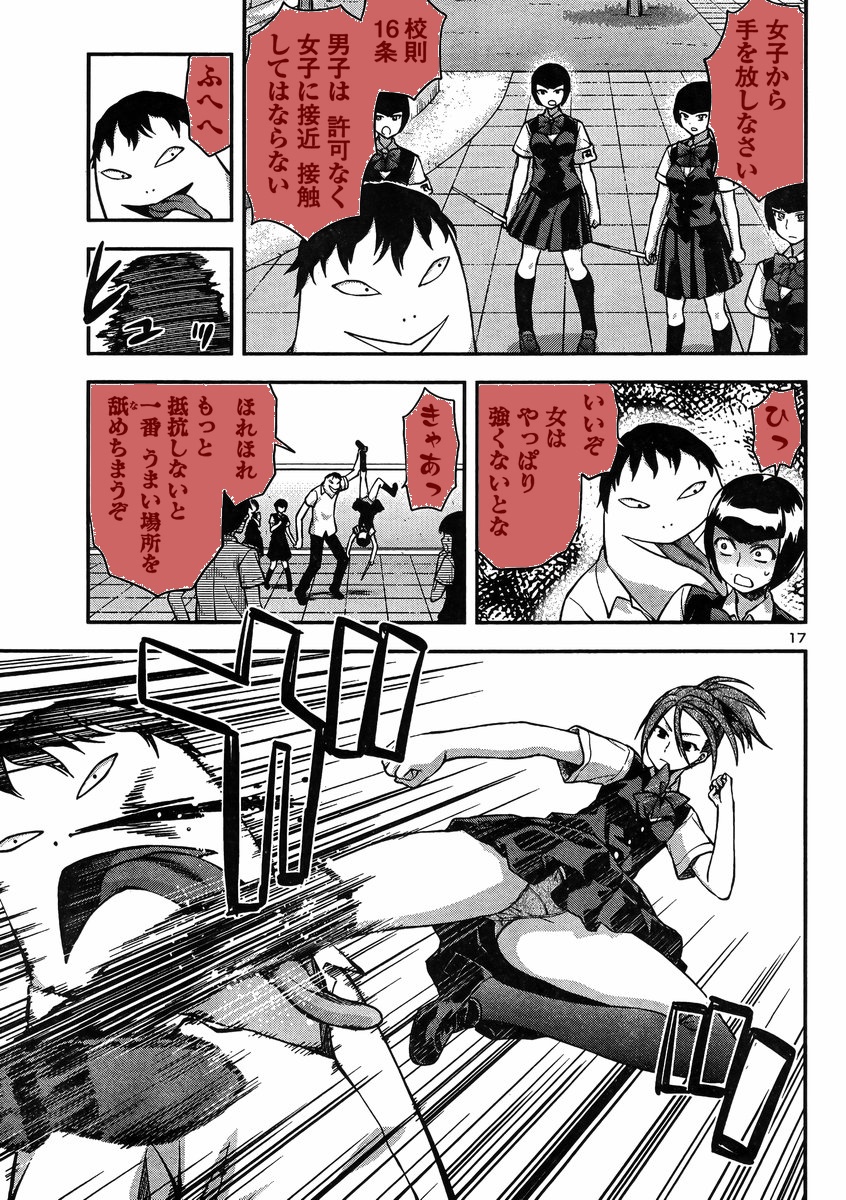 女子から
手を放しなさい
校則
16条
男子は 許可なく
女子に接近 接触
してはならない
ふへへ
ビュッ
ひっ
いいぞ
女は
やっぱり
強くないとな
きゃあっ
ほれほれ
もっと
抵抗しないと
一番 うまい場所を
舐めちまうぞ
な
17